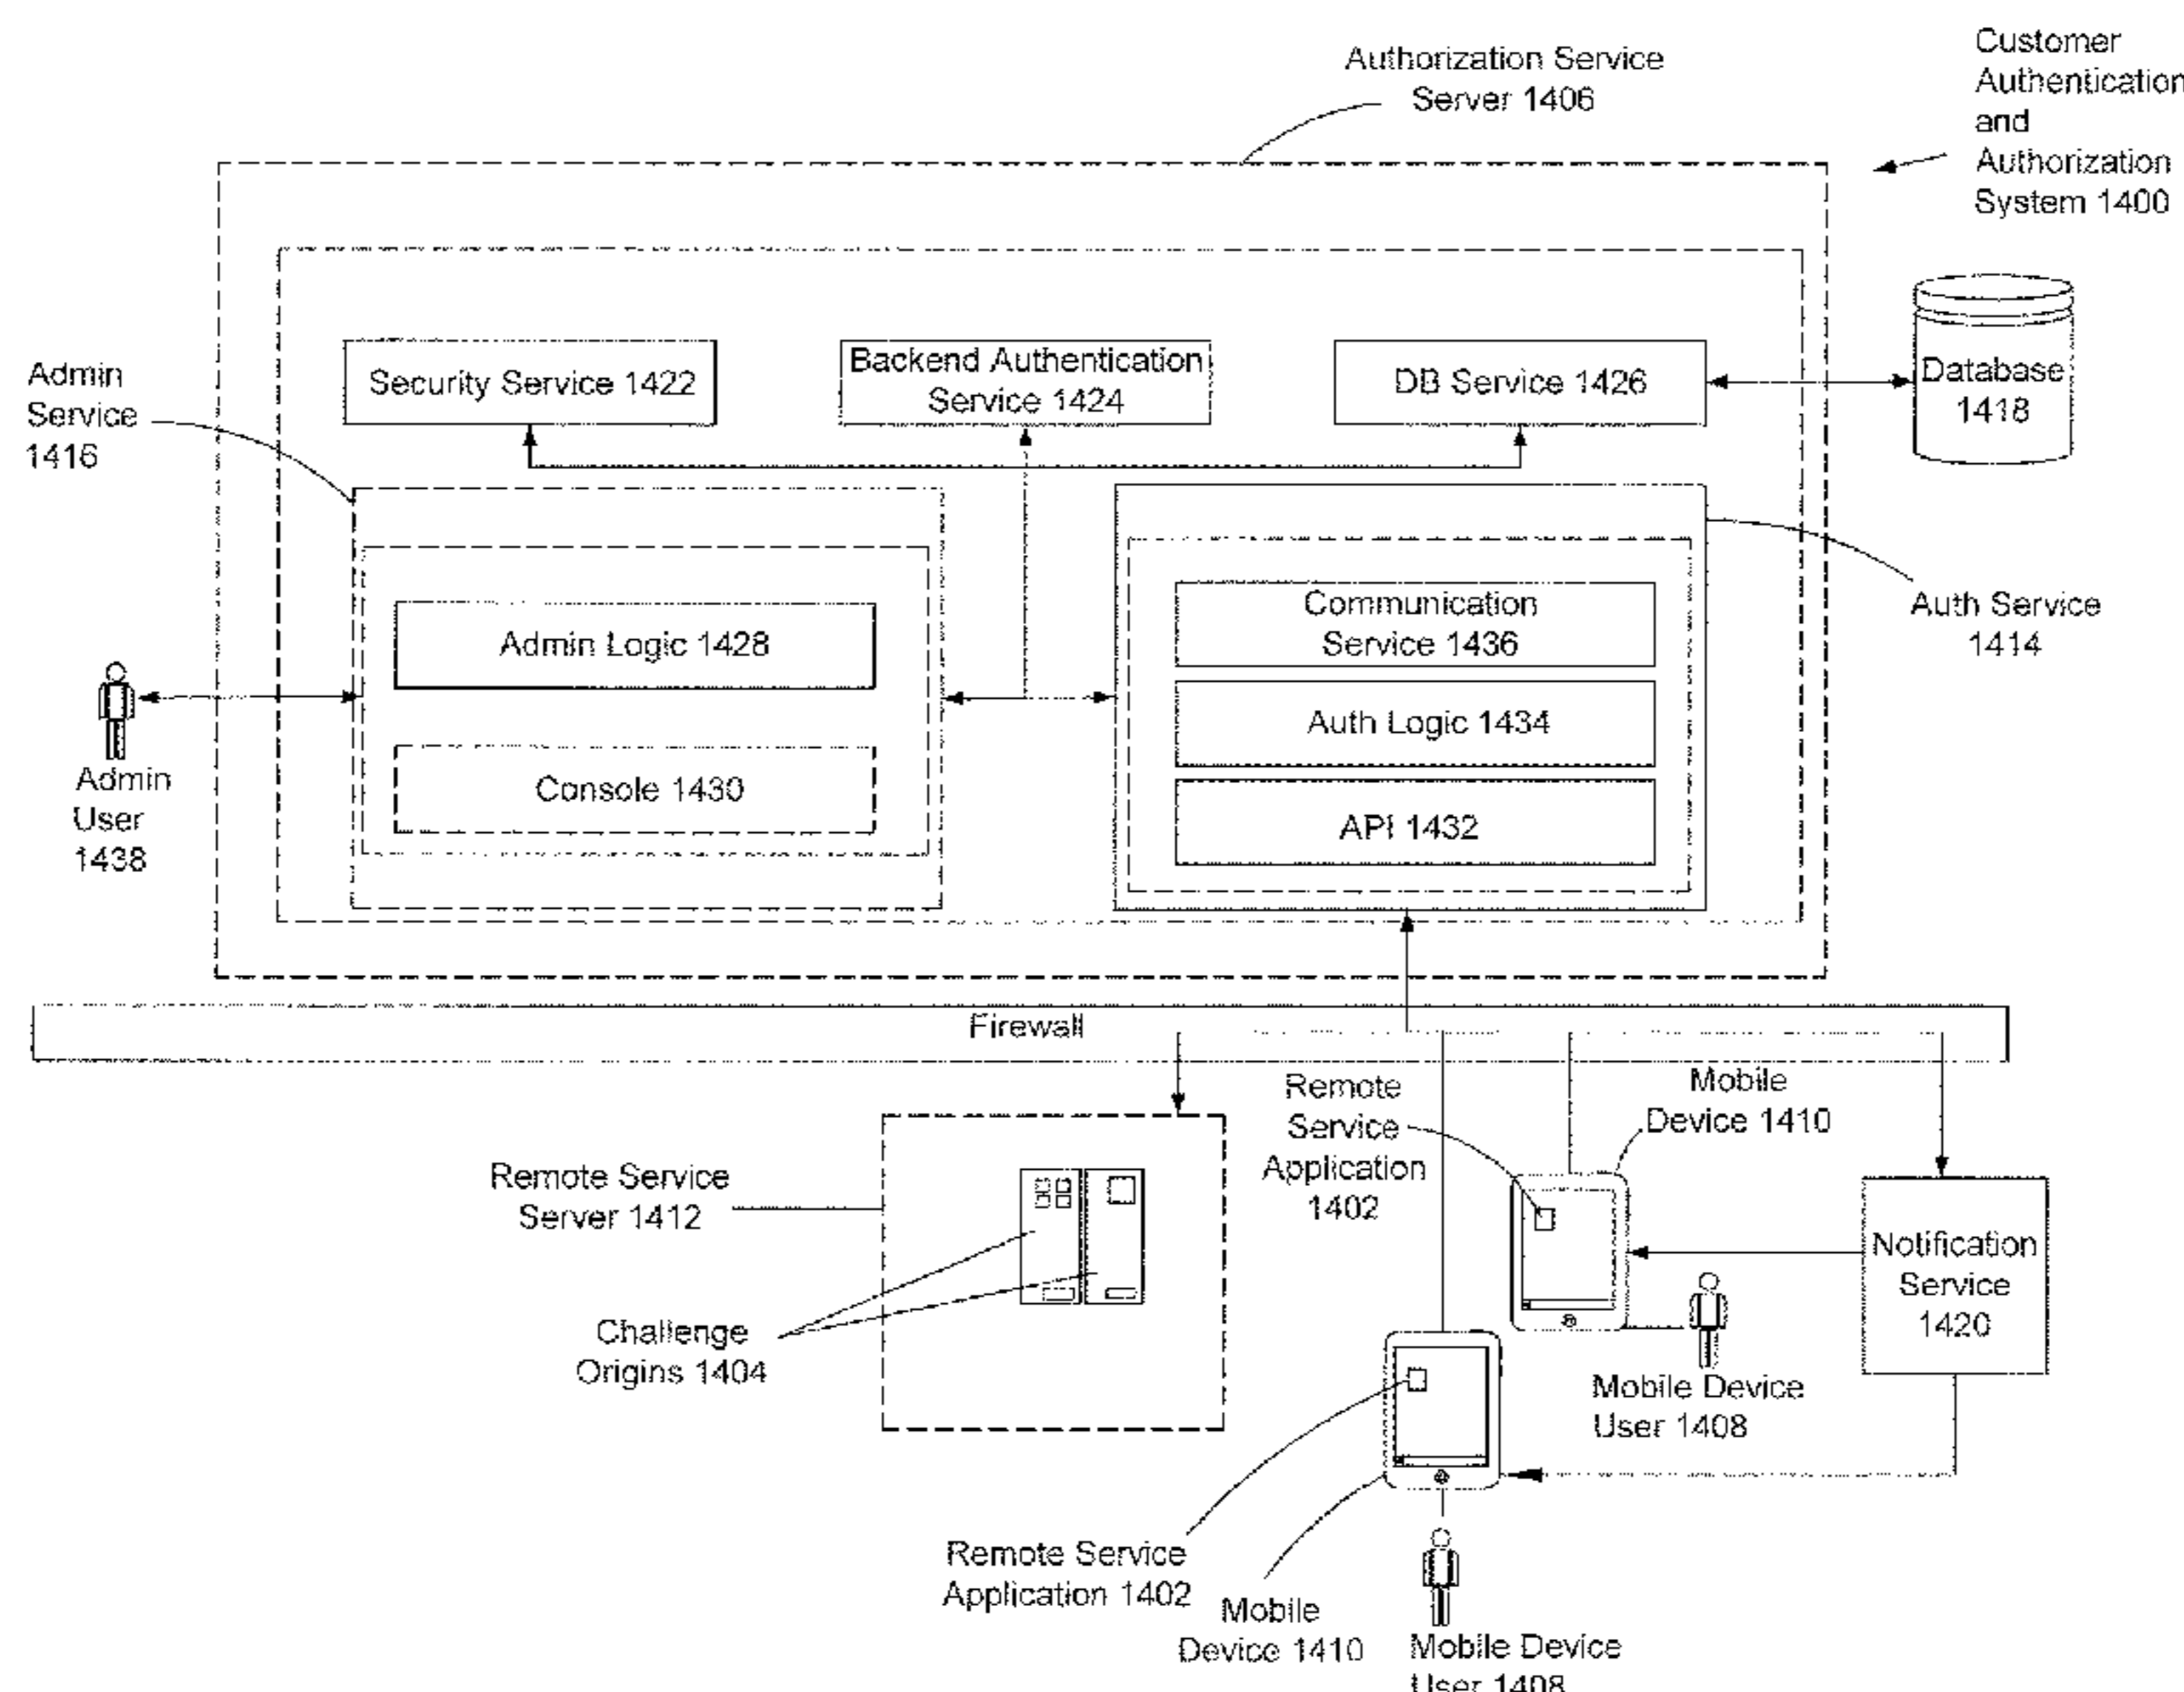 Authorization Service
Server 1406
Customer
Authentication
and
Authorization
System 1400
Security Service 1422
Backend Authentication
Service 1424
DB Service 1426
Database
1418
Admin
Service
1416
Admin Logic 1428
Console 1430
Communication
Service 1436
Auth Logic 1434
API 1432
Auth Service
1414
Admin
User
1438
Firewall
Remote Service
Server 1412
Challenge
Origins 1404
Remote
Service
Application
1402
Mobile
Device 1410
Notification
Service
1420
Mobile Device
User 1408
Remote Service
Application 1402
Mobile
Device 1410
Mobile Device
User 1408